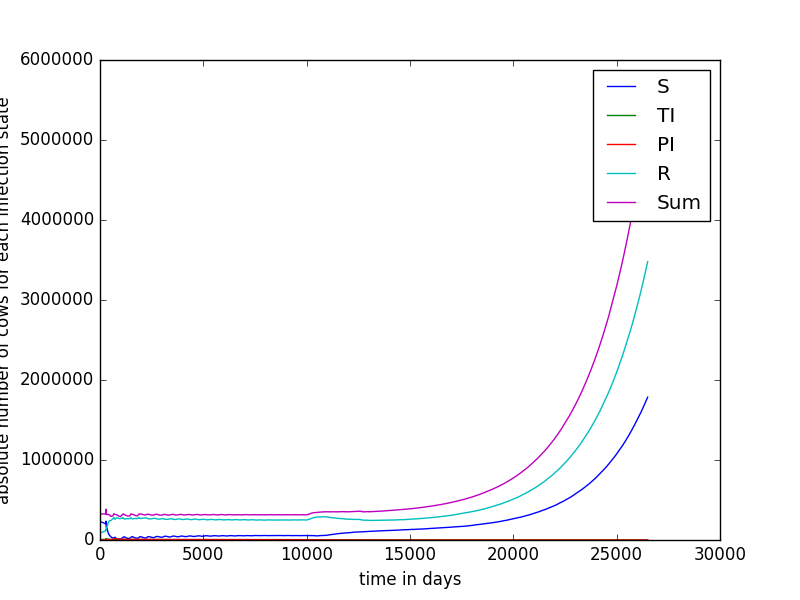 6000000
5000000
4000000
3000000
2000000
1000000
0
absolute number of cows for each infection state
0
5000
10000
15000
20000
25000
30000
time in days
S
TI
PI
R
Sum